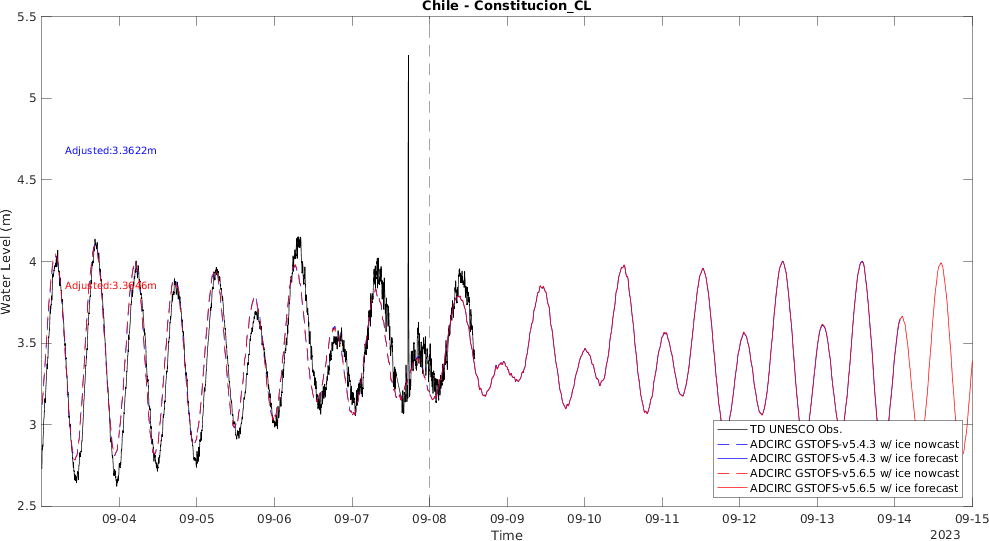 Chile - Constitucion_CL
5.5
5
4.5
4
3.5
3
2.5
Water Level (m)
Adjusted:3.3622m
Adjusted:3.3646m
TD UNESCO Obs.
ADCIRC GSTOFS-v5.4.3 w/ ice nowcast
ADCIRC GSTOFS-v5.4.3 w/ ice forecast
ADCIRC GSTOFS-v5.6.5 w/ ice nowcast
ADCIRC GSTOFS-v5.6.5 w/ ice forecast
09-04 09-05 09-06 09-07 09-08 09-09 09-10 09-11 09-12 09-13 09-14 09-15
Time
2023